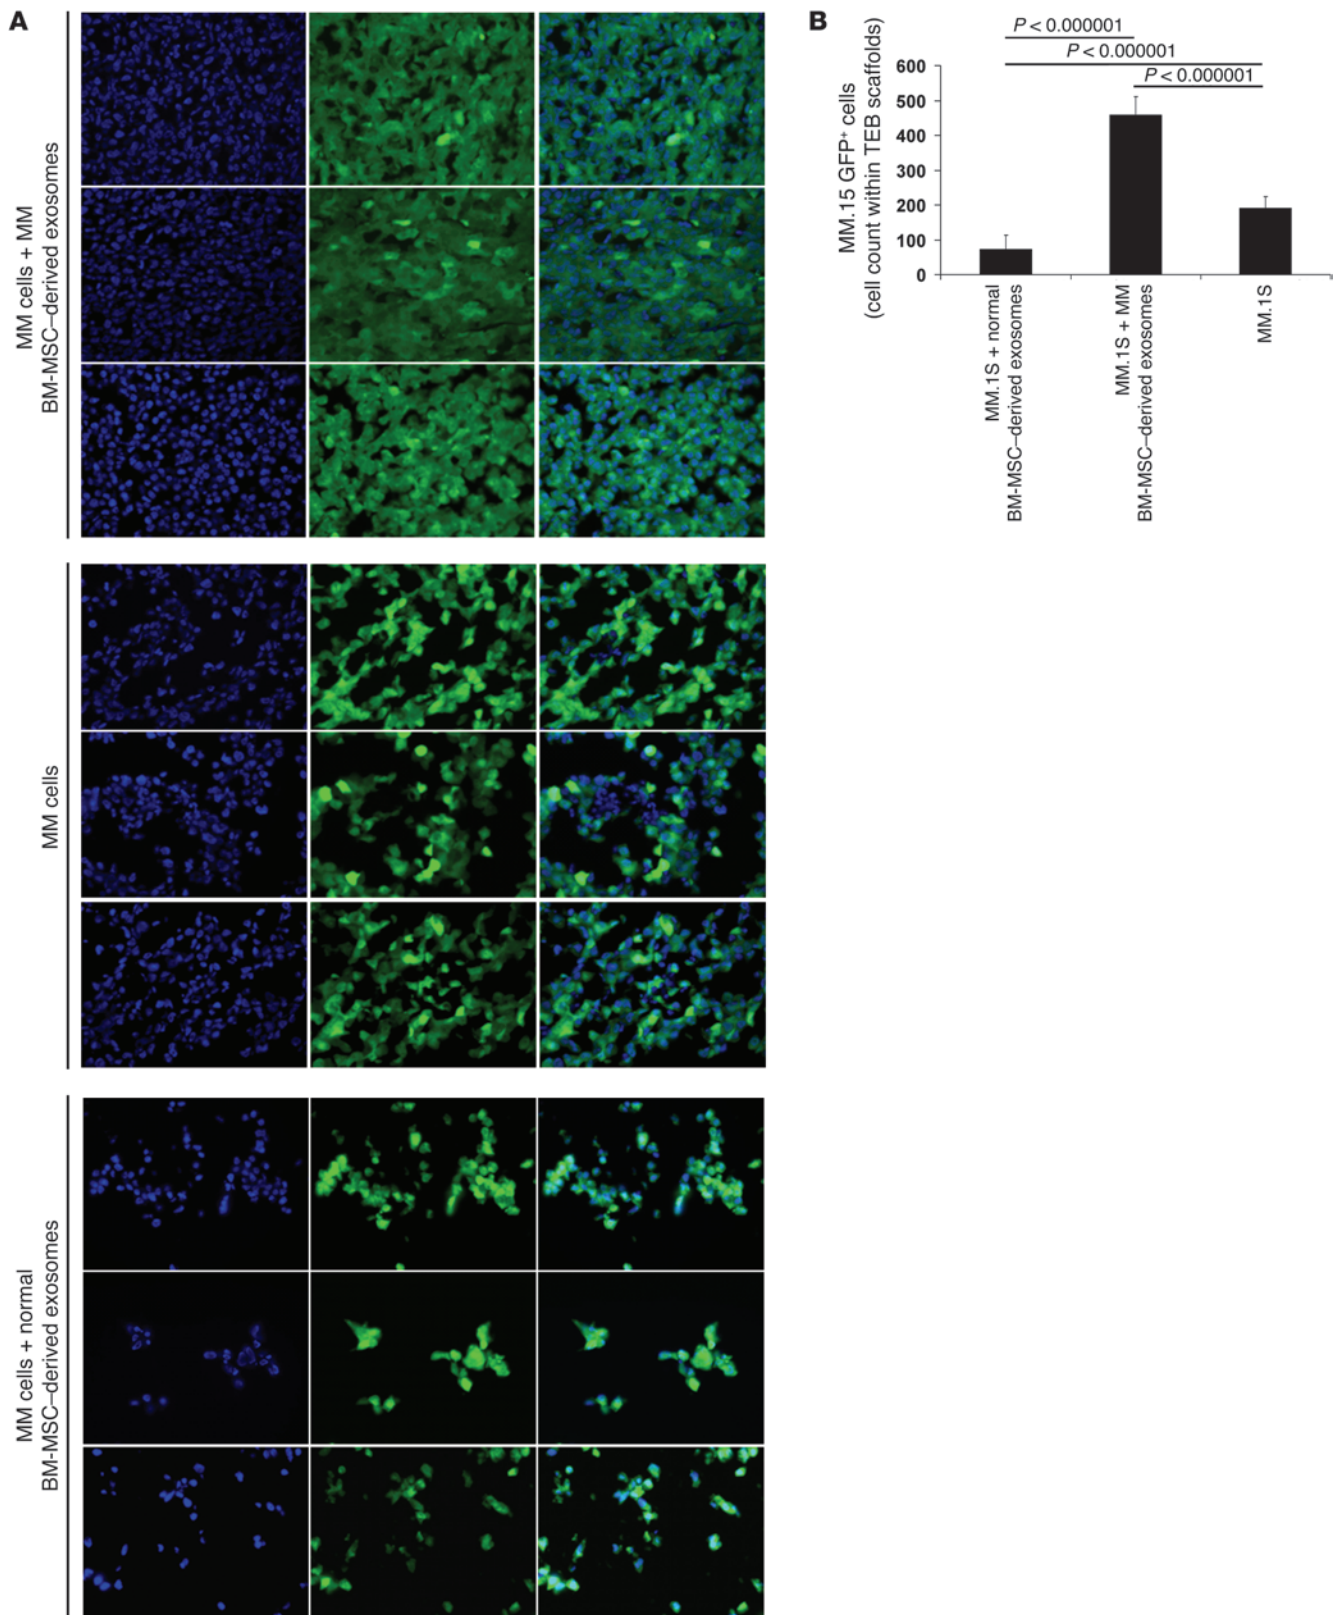 A
MM cells + MM
BM-MSC–derived exosomes
MM cells
MM cells + normal
BM-MSC–derived exosomes
B
P < 0.000001
P < 0.000001
P < 0.000001
MM.15 GFP⁺ cells
(cell count within TEB scaffolds)
600
500
400
300
200
100
0
MM.1S + normal
BM-MSC–derived exosomes
MM.1S + MM
BM-MSC–derived exosomes
MM.1S